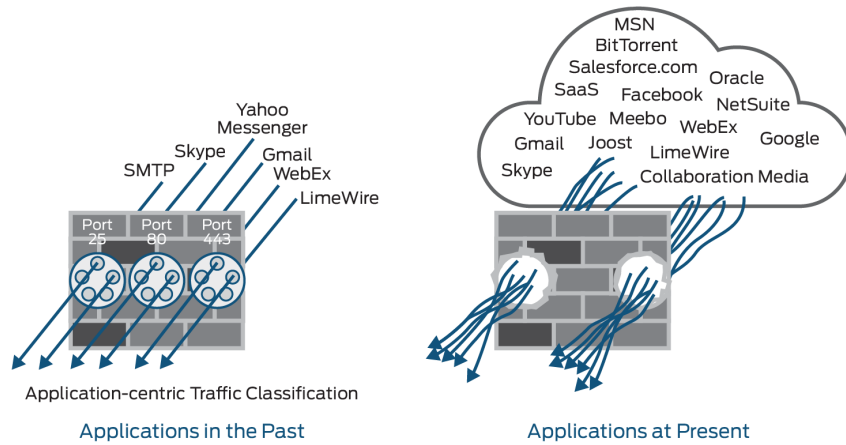 Yahoo
Messenger
Skype
Gmail
SMTP
WebEx
LimeWire
Port
25
Port
80
Port
443
Application-centric Traffic Classification
Applications in the Past
MSN
BitTorrent
Salesforce.com
Oracle
SaaS
Facebook
NetSuite
YouTube
Meebo
WebEx
Google
Gmail
Joost
LimeWire
Skype
Collaboration Media
Applications at Present